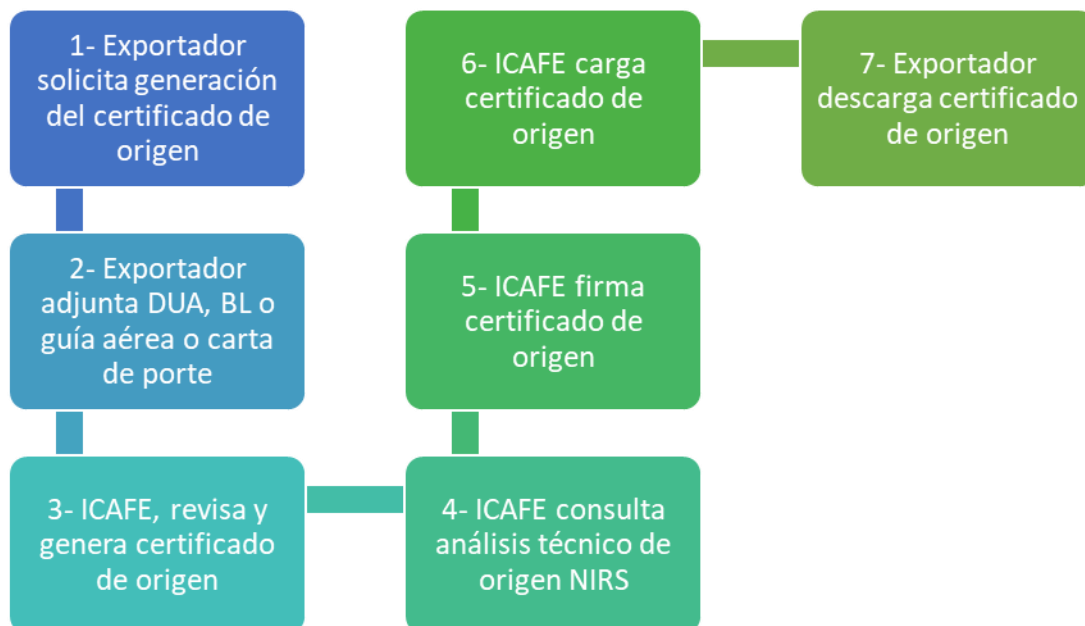 1- Exportador
solicita generación
del certificado de
origen
2- Exportador
adjunta DUA, BL o
guía aérea o carta
de porte
3- ICAFE, revisa y
genera certificado
de origen
4- ICAFE consulta
análisis técnico de
origen NIRS
5- ICAFE firma
certificado de
origen
6- ICAFE carga
certificado de
origen
7- Exportador
descarga certificado
de origen